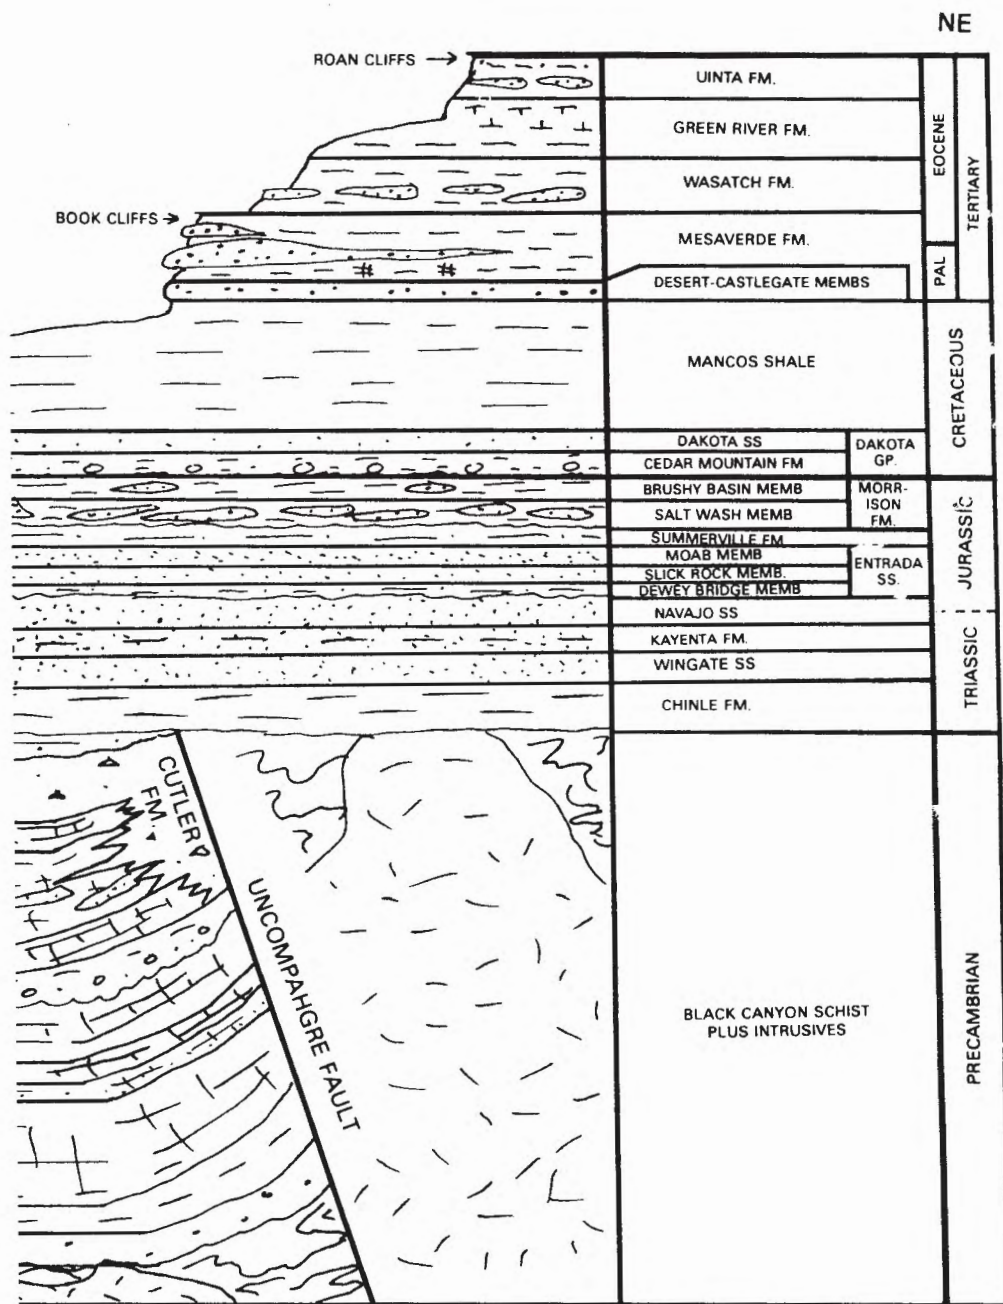 NE
ROAN CLIFFS
UINTA FM.
GREEN RIVER FM.
WASATCH FM.
EOCENE
TERTIARY
BOOK CLIFFS
MESAVERDE FM.
PAL
DESERT-CASTLEGATE MEMBS
MANCOS SHALE
CRETACEOUS
DAKOTA SS
DAKOTA
GP.
CEDAR MOUNTAIN FM
BRUSHY BASIN MEMB
MORR-
ISON
FM.
SALT WASH MEMB
SUMMERVILLE FM
MOAB MEMB
SLICK ROCK MEMB.
DEWEY BRIDGE MEMB
ENTRADA
SS.
JURASSIC
NAVAJO SS
KAYENTA FM.
WINGATE SS
CHINLE FM.
TRIASSIC
CUTLER
FM.
UNCOMPAHGRE FAULT
BLACK CANYON SCHIST
PLUS INTRUSIVES
PRECAMBRIAN